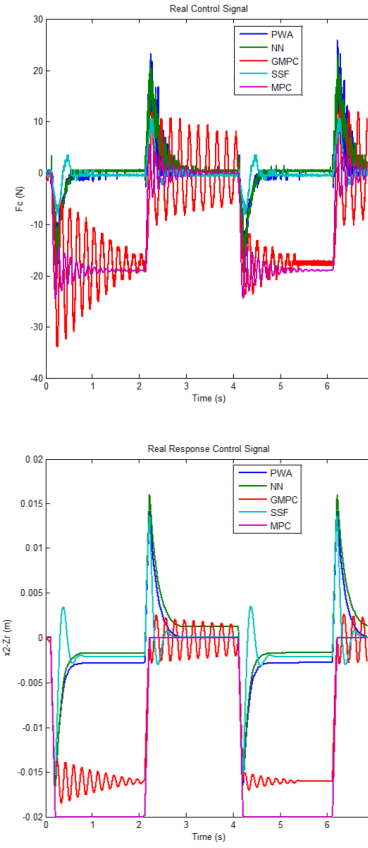 Real Control Signal
30
20
10
0
-10
-20
-30
-40
Fc (N)
PWA
NN
GMPC
SSF
MPC
0 1 2 3 4 5 6
Time (s)
Real Response Control Signal
0.02
0.015
0.01
0.005
0
-0.005
-0.01
-0.015
-0.02
x2-Zr (m)
PWA
NN
GMPC
SSF
MPC
0 1 2 3 4 5 6
Time (s)